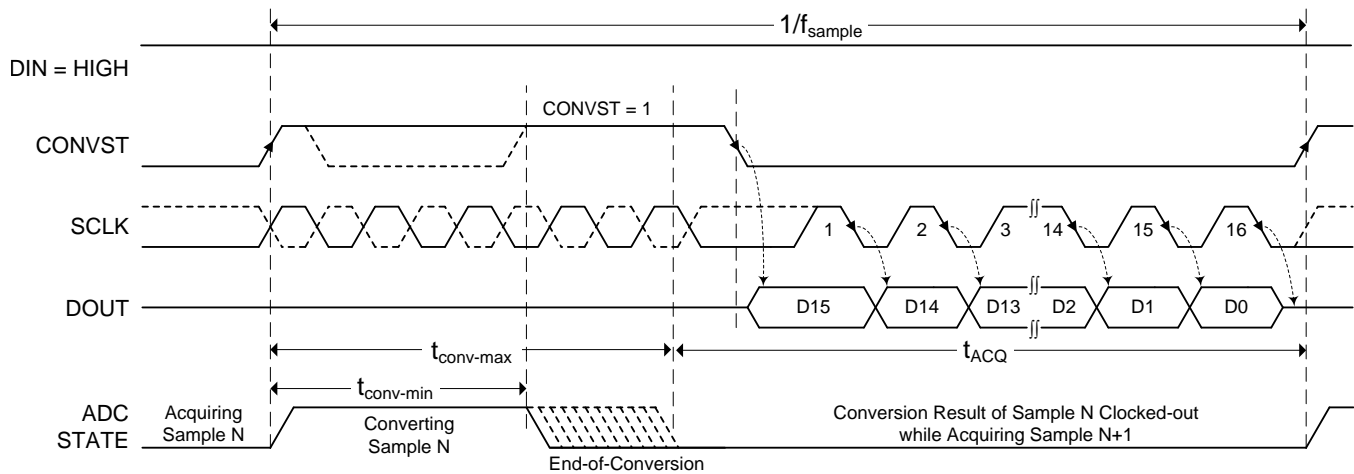 1/fsample
DIN = HIGH
CONVST = 1
CONVST
SCLK
1 2 3 14 15 16
DOUT
D15 D14 D13 D2 D1 D0
tconv-max
tACQ
tconv-min
ADC
STATE
Acquiring
Sample N
Converting
Sample N
End-of-Conversion
Conversion Result of Sample N Clocked-out
while Acquiring Sample N+1